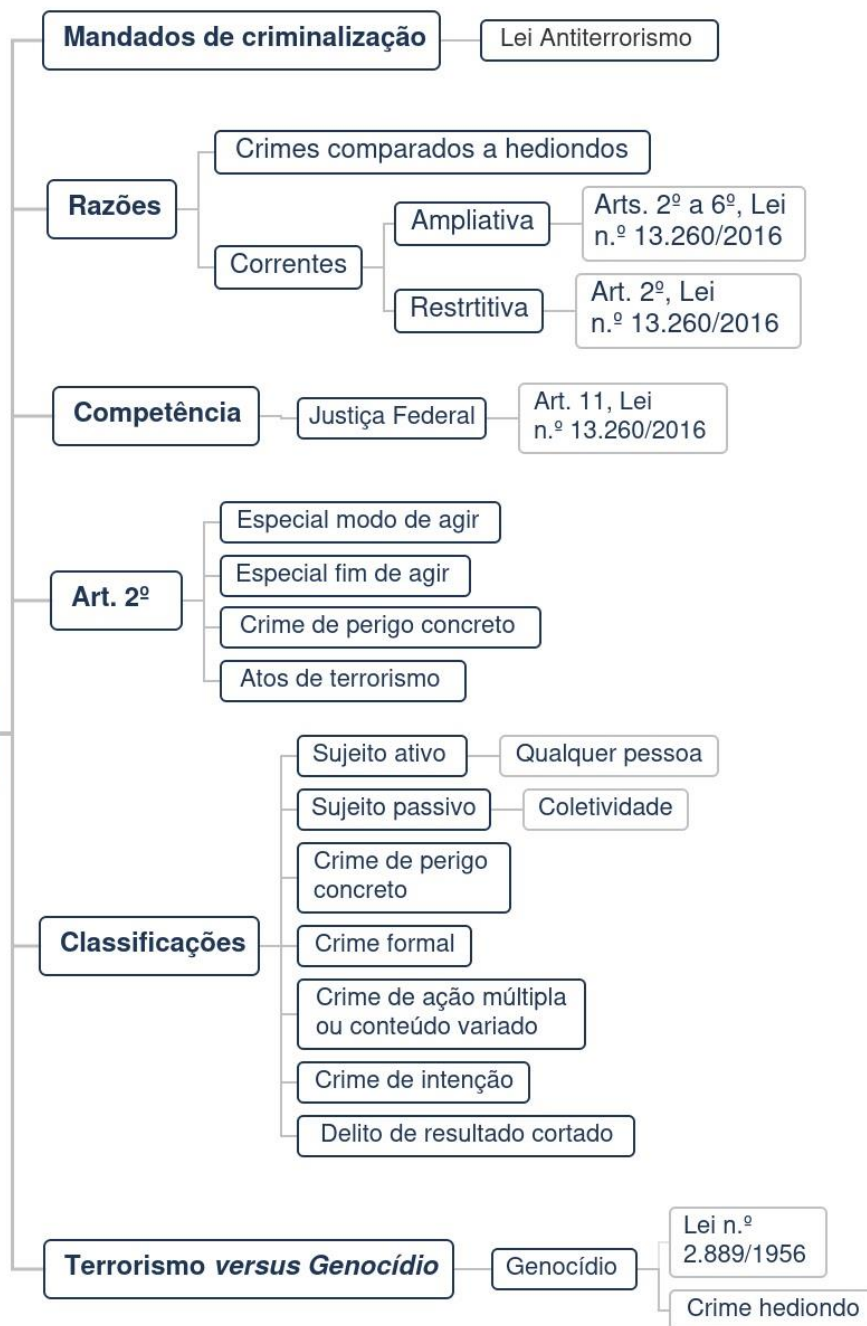 Mandados de criminalização
Lei Antiterrorismo
Razões
Crimes comparados a hediondos
Correntes
Ampliativa
Arts. 2º a 6º, Lei
n.º 13.260/2016
Restrtitiva
Art. 2º, Lei
n.º 13.260/2016
Competência
Justiça Federal
Art. 11, Lei
n.º 13.260/2016
Art. 2º
Especial modo de agir
Especial fim de agir
Crime de perigo concreto
Atos de terrorismo
Classificações
Sujeito ativo
Qualquer pessoa
Sujeito passivo
Coletividade
Crime de perigo
concreto
Crime formal
Crime de ação múltipla
ou conteúdo variado
Crime de intenção
Delito de resultado cortado
Terrorismo versus Genocídio
Genocídio
Lei n.º
2.889/1956
Crime hediondo